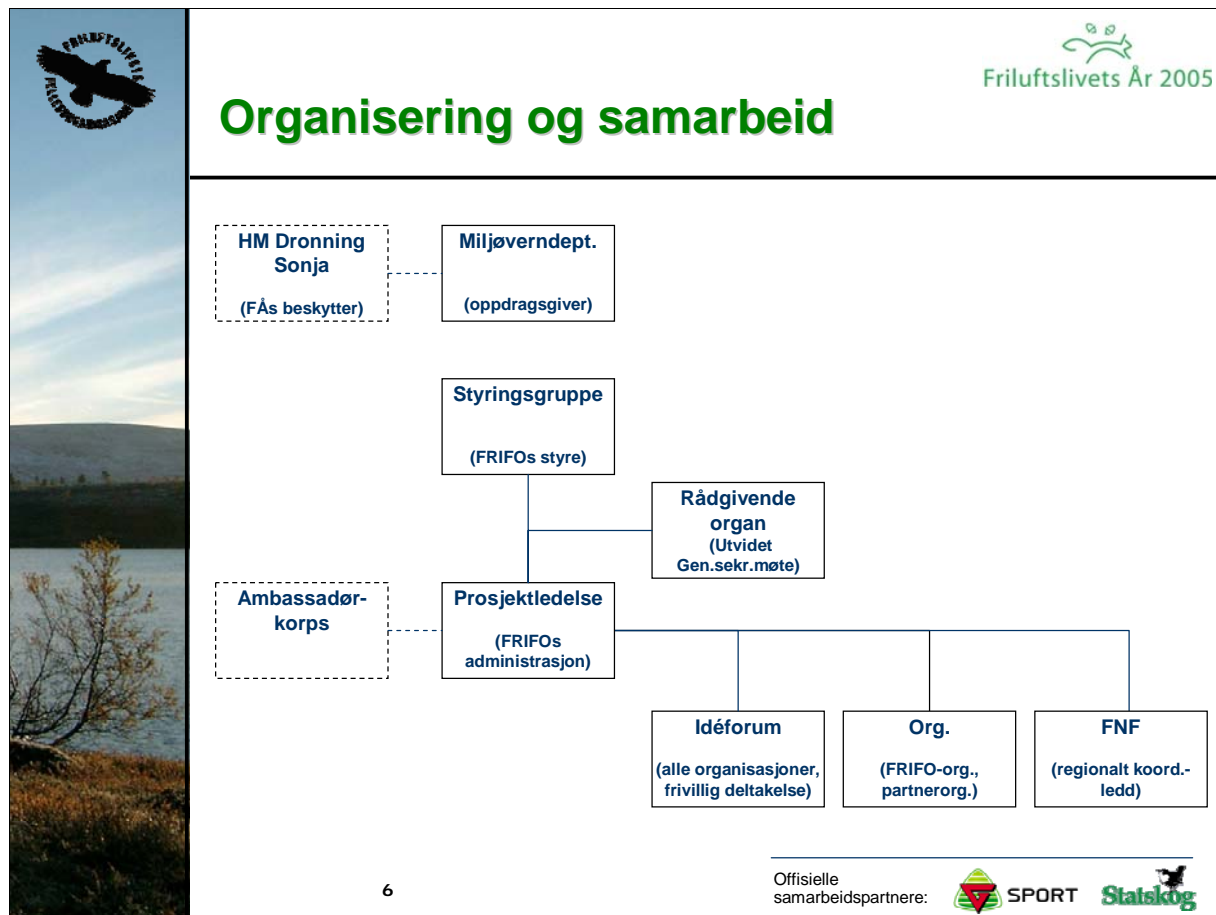 FRILUFTSLIVETS
FELLESORGANISASJON
Friluftslivets År 2005
Organisering og samarbeid
HM Dronning
Sonja
(FÅs beskytter)
Miljøverndept.
(oppdragsgiver)
Styringsgruppe
(FRIFOs styre)
Rådgivende
organ
(Utvidet
Gen.sekr.møte)
Ambassadør-
korps
Prosjektledelse
(FRIFOs
administrasjon)
Idéforum
(alle organisasjoner,
frivillig deltakelse)
Org.
(FRIFO-org.,
partnerorg.)
FNF
(regionalt koord.-
ledd)
6
Offisielle
samarbeidspartnere:
G SPORT
Statskog